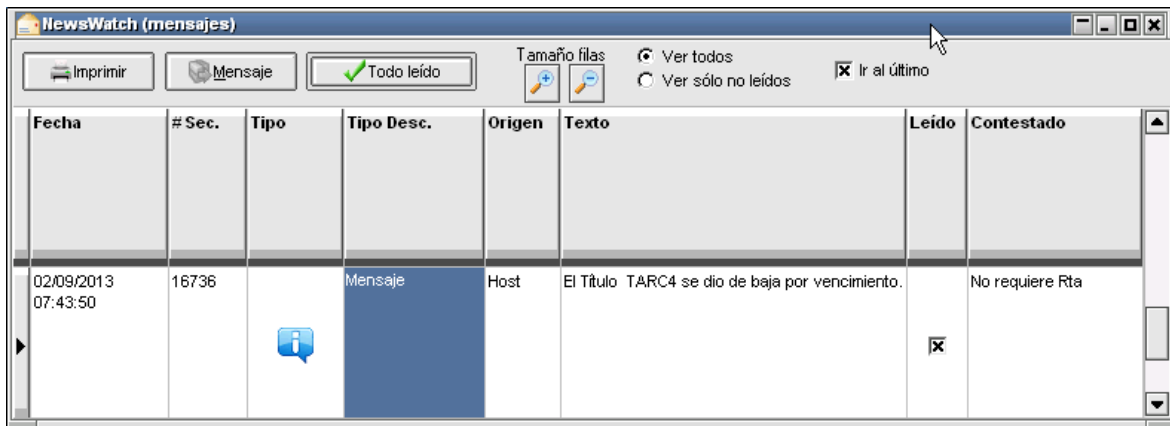 NewsWatch (mensajes)
Imprimir
Mensaje
Todo leído
Tamaño filas
Ver todos
Ver sólo no leídos
Ir al último
Fecha # Sec. Tipo Tipo Desc. Origen Texto Leído Contestado
02/09/2013 16736 Mensaje Host El Título TARC4 se dio de baja por vencimiento. No requiere Rta
07:43:50